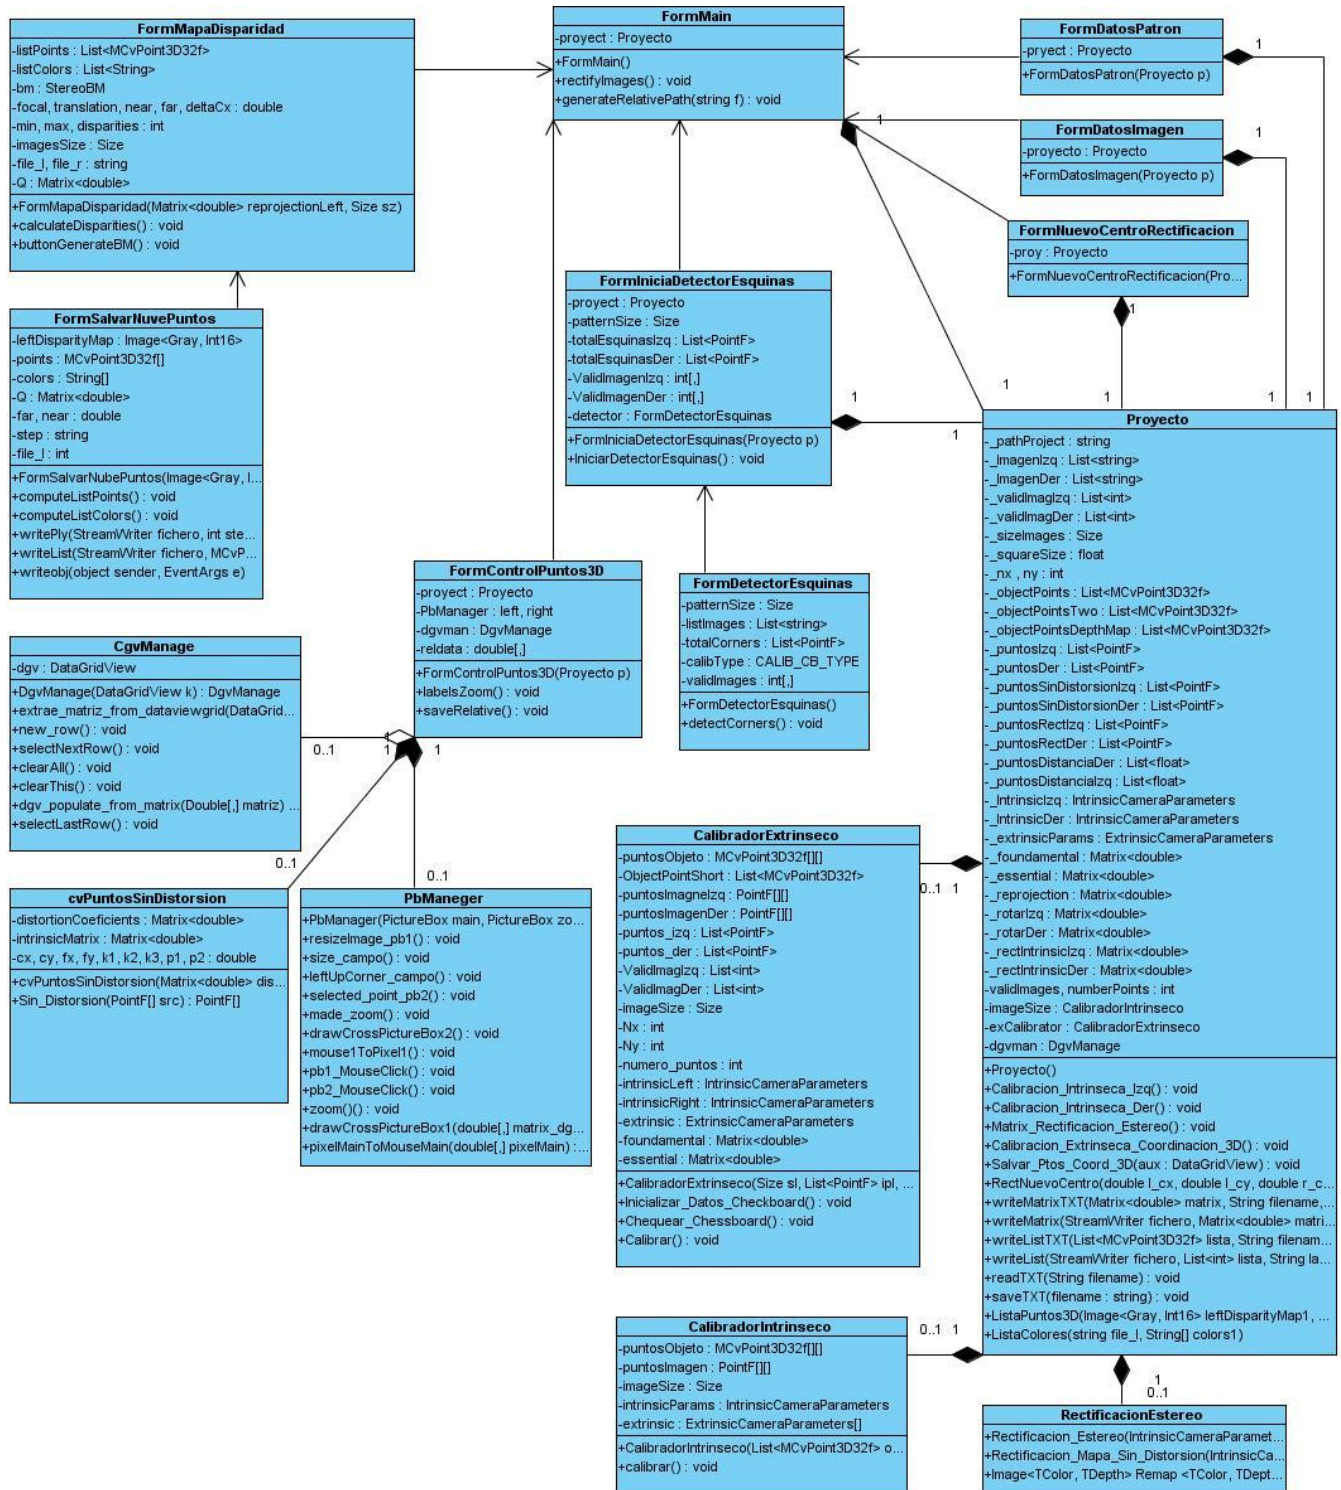 FormMapaDisparidad
-listPoints : List<MCvPoint3D32f>
-listColors : List<String>
-bm : StereoBM
-focal, translation, near, far, deltaCx : double
-min, max, disparities : int
-imagesSize : Size
-file_l, file_r : string
-Q : Matrix<double>
+FormMapaDisparidad(Matrix<double> reprojectionLeft, Size sz)
+calculateDisparities() : void
+buttonGenerateBM() : void
FormMain
-proyect : Proyecto
+FormMain()
+rectifyImages() : void
+generateRelativePath(string f) : void
FormDatosPatron
-pryect : Proyecto
+FormDatosPatron(Proyecto p)
1
FormDatosImagen
-proyecto : Proyecto
+FormDatosImagen(Proyecto p)
1
1
FormNuevoCentroRectificacion
-proy : Proyecto
+FormNuevoCentroRectificacion(Pro...
1
FormSalvarNuvePuntos
-leftDisparityMap : Image<Gray, Int16>
-points : MCvPoint3D32f[]
-colors : String[]
-Q : Matrix<double>
-far, near : double
-step : string
-file_l : int
+FormSalvarNubePuntos(Image<Gray, I...
+computeListPoints() : void
+computeListColors() : void
+writePly(StreamWriter fichero, int ste...
+writeList(StreamWriter fichero, MCvP...
+writeobj(object sender, EventArgs e)
FormIniciaDetectorEsquinas
-proyect : Proyecto
-patternSize : Size
-totalEsquinasIzq : List<PointF>
-totalEsquinasDer : List<PointF>
-ValidImagenIzq : int[,]
-ValidImagenDer : int[,]
-detector : FormDetectorEsquinas
+FormIniciaDetectorEsquinas(Proyecto p)
+IniciarDetectorEsquinas() : void
1
1
1
1
1
1
FormControlPuntos3D
-proyect : Proyecto
-PbManager : left, right
-dgvman : DgvManage
-reldata : double[,]
+FormControlPuntos3D(Proyecto p)
+labelsZoom() : void
+saveRelative() : void
FormDetectorEsquinas
-patternSize : Size
-listImages : List<string>
-totalCorners : List<PointF>
-calibType : CALIB_CB_TYPE
-validImages : int[,]
+FormDetectorEsquinas()
+detectCorners() : void
CgvManage
-dgv : DataGridView
+DgvManage(DataGridView k) : DgvManage
+extrae_matriz_from_dataviewgrid(DataGrid...
+new_row() : void
+selectNextRow() : void
+clearAll() : void
+clearThis() : void
+dgv_populate_from_matrix(Double[,] matriz) ...
+selectLastRow() : void
0..1
1
1
1
0..1
0..1
cvPuntosSinDistorsion
-distortionCoeficients : Matrix<double>
-intrinsicMatrix : Matrix<double>
-cx, cy, fx, fy, k1, k2, k3, p1, p2 : double
+cvPuntosSinDistorsion(Matrix<double> dis...
+Sin_Distorsion(PointF[] src) : PointF[]
PbManeger
+PbManager(PictureBox main, PictureBox zo...
+resizeImage_pb1() : void
+size_campo() : void
+leftUpCorner_campo() : void
+selected_point_pb2() : void
+made_zoom() : void
+drawCrossPictureBox2() : void
+mouse1ToPixel1() : void
+pb1_MouseClick() : void
+pb2_MouseClick() : void
+zoom()() : void
+drawCrossPictureBox1(double[,] matrix_dg...
+pixelMainToMouseMain(double[,] pixelMain) : ...
CalibradorExtrinseco
-puntosObjeto : MCvPoint3D32f[][]
-ObjectPointShort : List<MCvPoint3D32f>
-puntosImagneIzq : PointF[][]
-puntosImagenDer : PointF[][]
-puntos_izq : List<PointF>
-puntos_der : List<PointF>
-ValidImagIzq : List<int>
-ValidImagDer : List<int>
-imageSize : Size
-Nx : int
-Ny : int
-numero_puntos : int
-intrinsicLeft : IntrinsicCameraParameters
-intrinsicRight : IntrinsicCameraParameters
-extrinsic : ExtrinsicCameraParameters
-foundamental : Matrix<double>
-essential : Matrix<double>
+CalibradorExtrinseco(Size sl, List<PointF> ipl, ...
+Inicializar_Datos_Checkboard() : void
+Chequear_Chessboard() : void
+Calibrar() : void
0..1 1
Proyecto
-_pathProject : string
-_ImagenIzq : List<string>
-_ImagenDer : List<string>
-_validImagIzq : List<int>
-_validImagDer : List<int>
-_sizeImages : Size
-_squareSize : float
-_nx , ny : int
-_objectPoints : List<MCvPoint3D32f>
-_objectPointsTwo : List<MCvPoint3D32f>
-_objectPointsDepthMap : List<MCvPoint3D32f>
-_puntosIzq : List<PointF>
-_puntosDer : List<PointF>
-_puntosSinDistorsionIzq : List<PointF>
-_puntosSinDistorsionDer : List<PointF>
-_puntosRectIzq : List<PointF>
-_puntosRectDer : List<PointF>
-_puntosDistanciaDer : List<float>
-_puntosDistanciaIzq : List<float>
-_IntrinsicIzq : IntrinsicCameraParameters
-_IntrinsicDer : IntrinsicCameraParameters
-_extrinsicParams : ExtrinsicCameraParameters
-_foundamental : Matrix<double>
-_essential : Matrix<double>
-_reprojection : Matrix<double>
-_rotarIzq : Matrix<double>
-_rotarDer : Matrix<double>
-_rectIntrinsicIzq : Matrix<double>
-_rectIntrinsicDer : Matrix<double>
-validImages, numberPoints : int
-imageSize : CalibradorIntrinseco
-exCalibrator : CalibradorExtrinseco
-dgvman : DgvManage
+Proyecto()
+Calibracion_Intrinseca_Izq() : void
+Calibracion_Intrinseca_Der() : void
+Matrix_Rectificacion_Estereo() : void
+Calibracion_Extrinseca_Coordinacion_3D() : void
+Salvar_Ptos_Coord_3D(aux : DataGridView) : void
+RectNuevoCentro(double l_cx, double l_cy, double r_c...
+writeMatrixTXT(Matrix<double> matrix, String filename,...
+writeMatrix(StreamWriter fichero, Matrix<double> matri...
+writeListTXT(List<MCvPoint3D32f> lista, String filenam...
+writeList(StreamWriter fichero, List<int> lista, String la...
+readTXT(String filename) : void
+saveTXT(filename : string) : void
+ListaPuntos3D(Image<Gray, Int16> leftDisparityMap1, ...
+ListaColores(string file_l, String[] colors1)
CalibradorIntrinseco
-puntosObjeto : MCvPoint3D32f[][]
-puntosImagen : PointF[][]
-imageSize : Size
-intrinsicParams : IntrinsicCameraParameters
-extrinsic : ExtrinsicCameraParameters[]
+CalibradorIntrinseco(List<MCvPoint3D32f> o...
+calibrar() : void
0..1 1
1
0..1
RectificacionEstereo
+Rectificacion_Estereo(IntrinsicCameraParamet...
+Rectificacion_Mapa_Sin_Distorsion(IntrinsicCa...
+Image<TColor, TDepth> Remap <TColor, TDept...